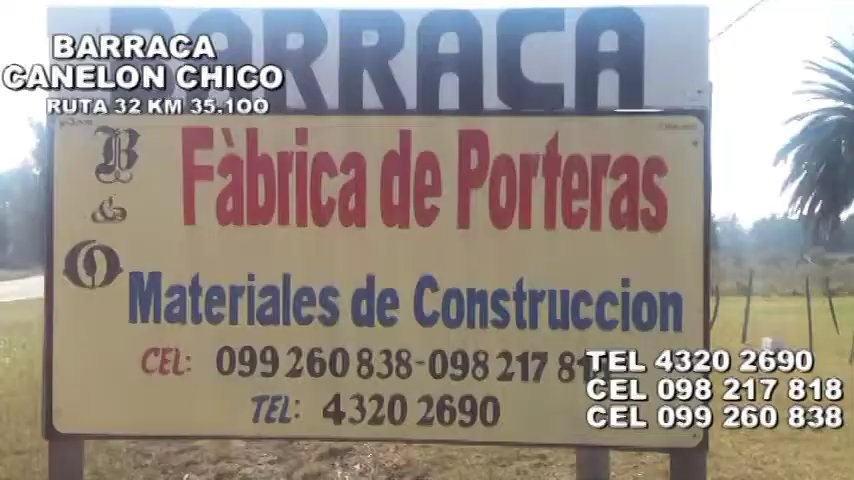 BARRACA
BARRACA
CANELON CHICO
RUTA 32 KM 35.100
B
&
O
Fàbrica de Porteras
Materiales de Construccion
CEL: 099 260 838-098 217 81
TEL: 4320 2690
TEL 4320 2690
CEL 098 217 818
CEL 099 260 838